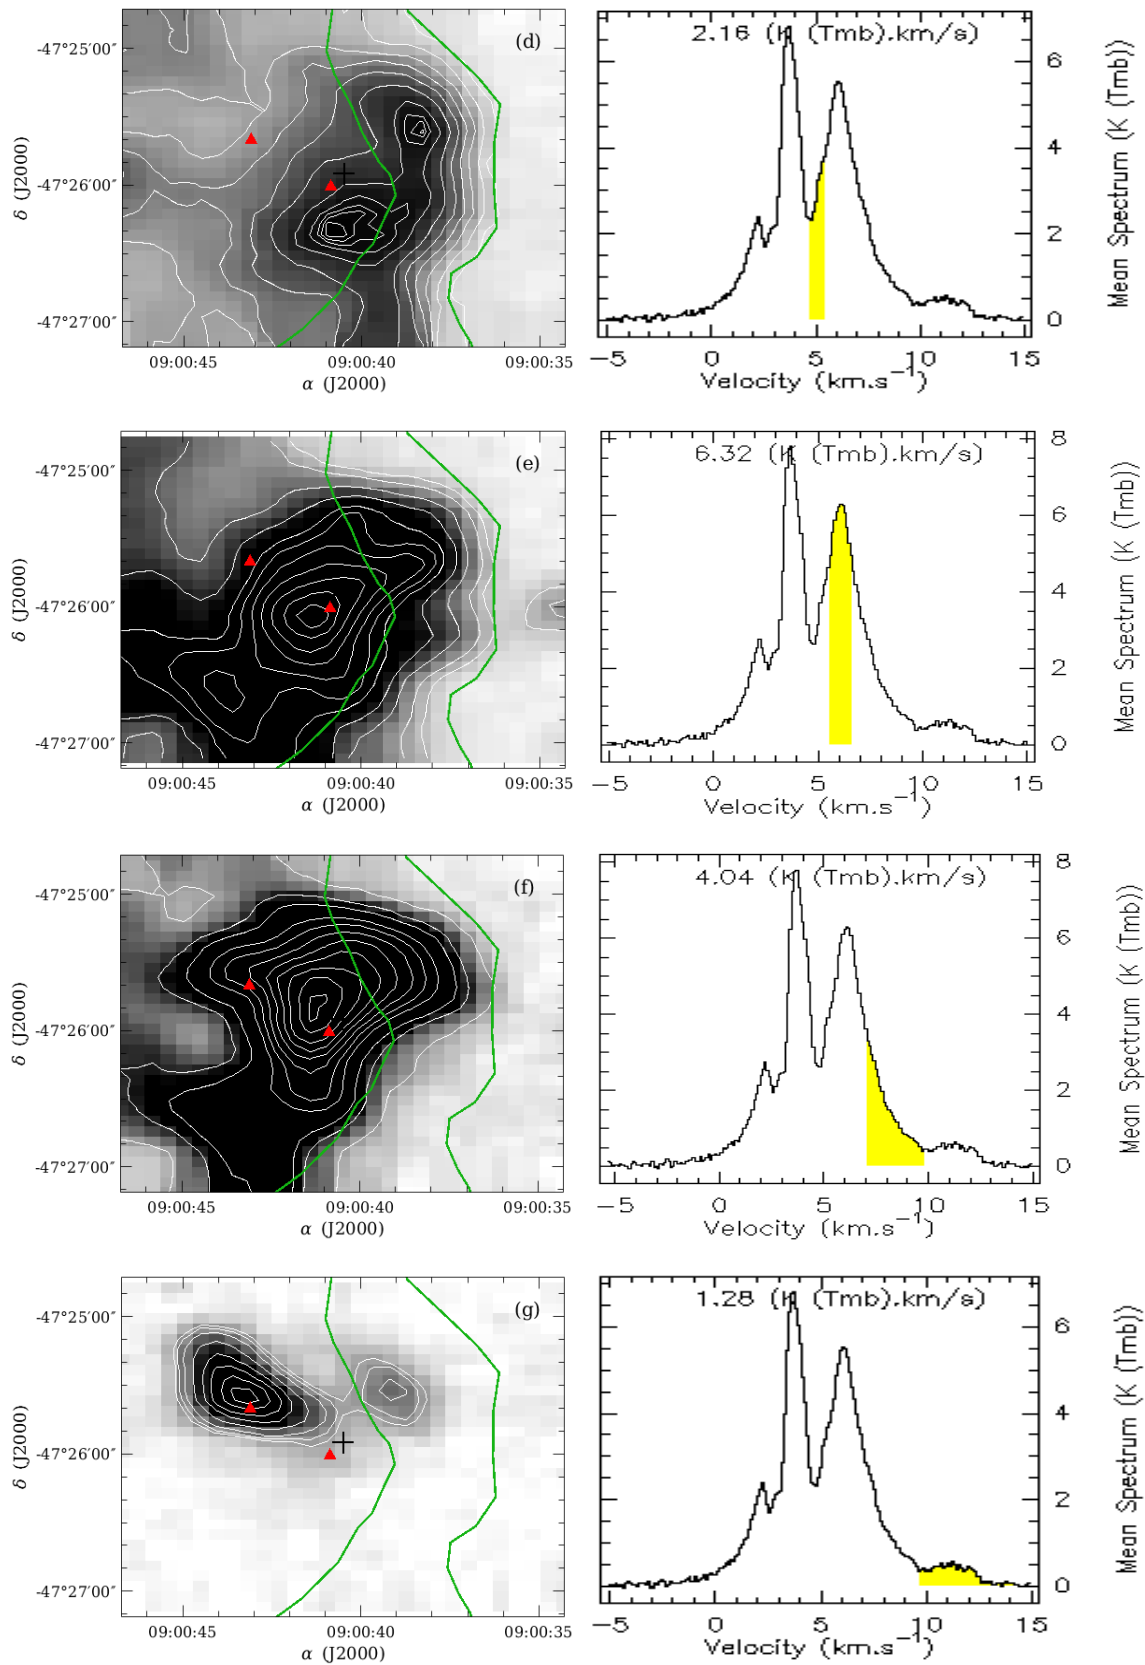 (d)
-47°25′00″
-47°26′00″
-47°27′00″
δ (J2000)
09:00:45 09:00:40 09:00:35
α (J2000)
2.16 (K (Tmb).km/s)
6
4
2
0
Mean Spectrum (K (Tmb))
-5 0 5 10 15
Velocity (km.s⁻¹)
(e)
-47°25′00″
-47°26′00″
-47°27′00″
δ (J2000)
09:00:45 09:00:40 09:00:35
α (J2000)
6.32 (K (Tmb).km/s)
8
6
4
2
0
Mean Spectrum (K (Tmb))
-5 0 5 10 15
Velocity (km.s⁻¹)
(f)
-47°25′00″
-47°26′00″
-47°27′00″
δ (J2000)
09:00:45 09:00:40 09:00:35
α (J2000)
4.04 (K (Tmb).km/s)
8
6
4
2
0
Mean Spectrum (K (Tmb))
-5 0 5 10 15
Velocity (km.s⁻¹)
(g)
-47°25′00″
-47°26′00″
-47°27′00″
δ (J2000)
09:00:45 09:00:40 09:00:35
α (J2000)
1.28 (K (Tmb).km/s)
6
4
2
0
Mean Spectrum (K (Tmb))
-5 0 5 10 15
Velocity (km.s⁻¹)